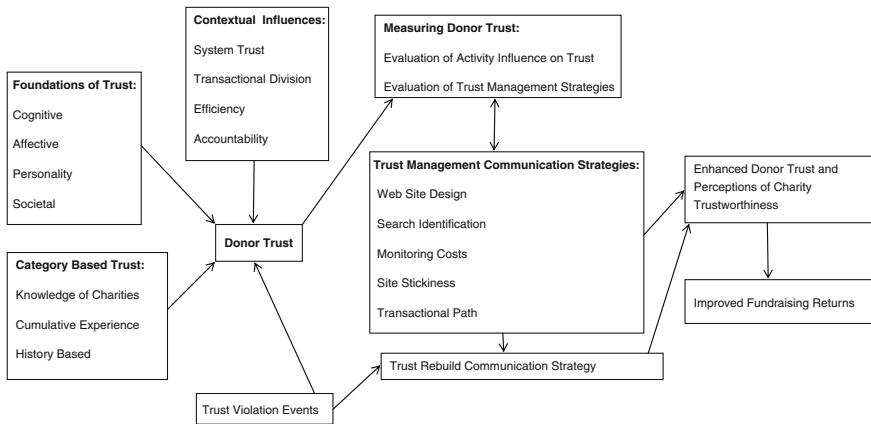 Contextual Influences:
System Trust
Transactional Division
Efficiency
Accountability
Measuring Donor Trust:
Evaluation of Activity Influence on Trust
Evaluation of Trust Management Strategies
Foundations of Trust:
Cognitive
Affective
Personality
Societal
Trust Management Communication Strategies:
Web Site Design
Search Identification
Monitoring Costs
Site Stickiness
Transactional Path
Enhanced Donor Trust and
Perceptions of Charity
Trustworthiness
Donor Trust
Category Based Trust:
Knowledge of Charities
Cumulative Experience
History Based
Improved Fundraising Returns
Trust Rebuild Communication Strategy
Trust Violation Events